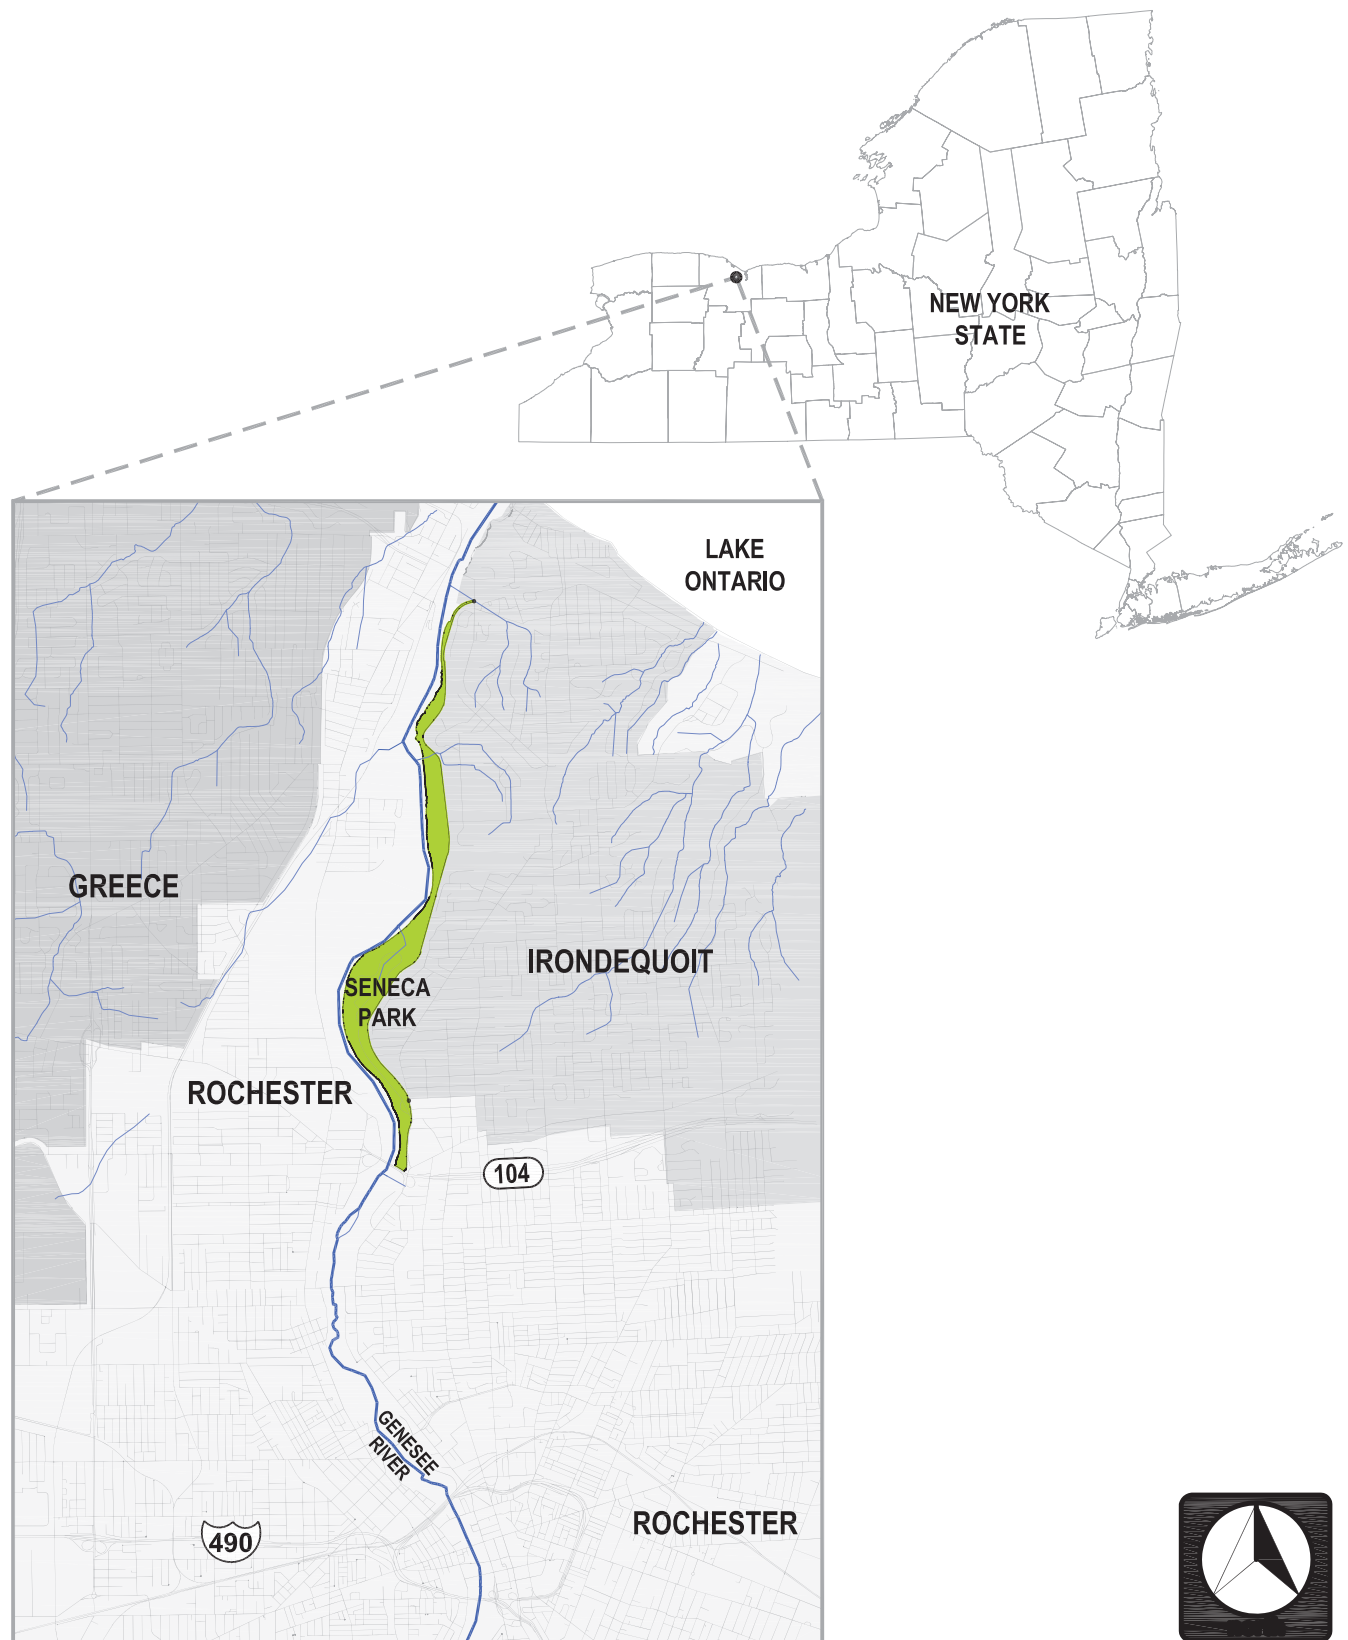 NEW YORK
STATE
LAKE
ONTARIO
GREECE
IRONDEQUOIT
SENECA
PARK
ROCHESTER
104
GENESEE
RIVER
ROCHESTER
490